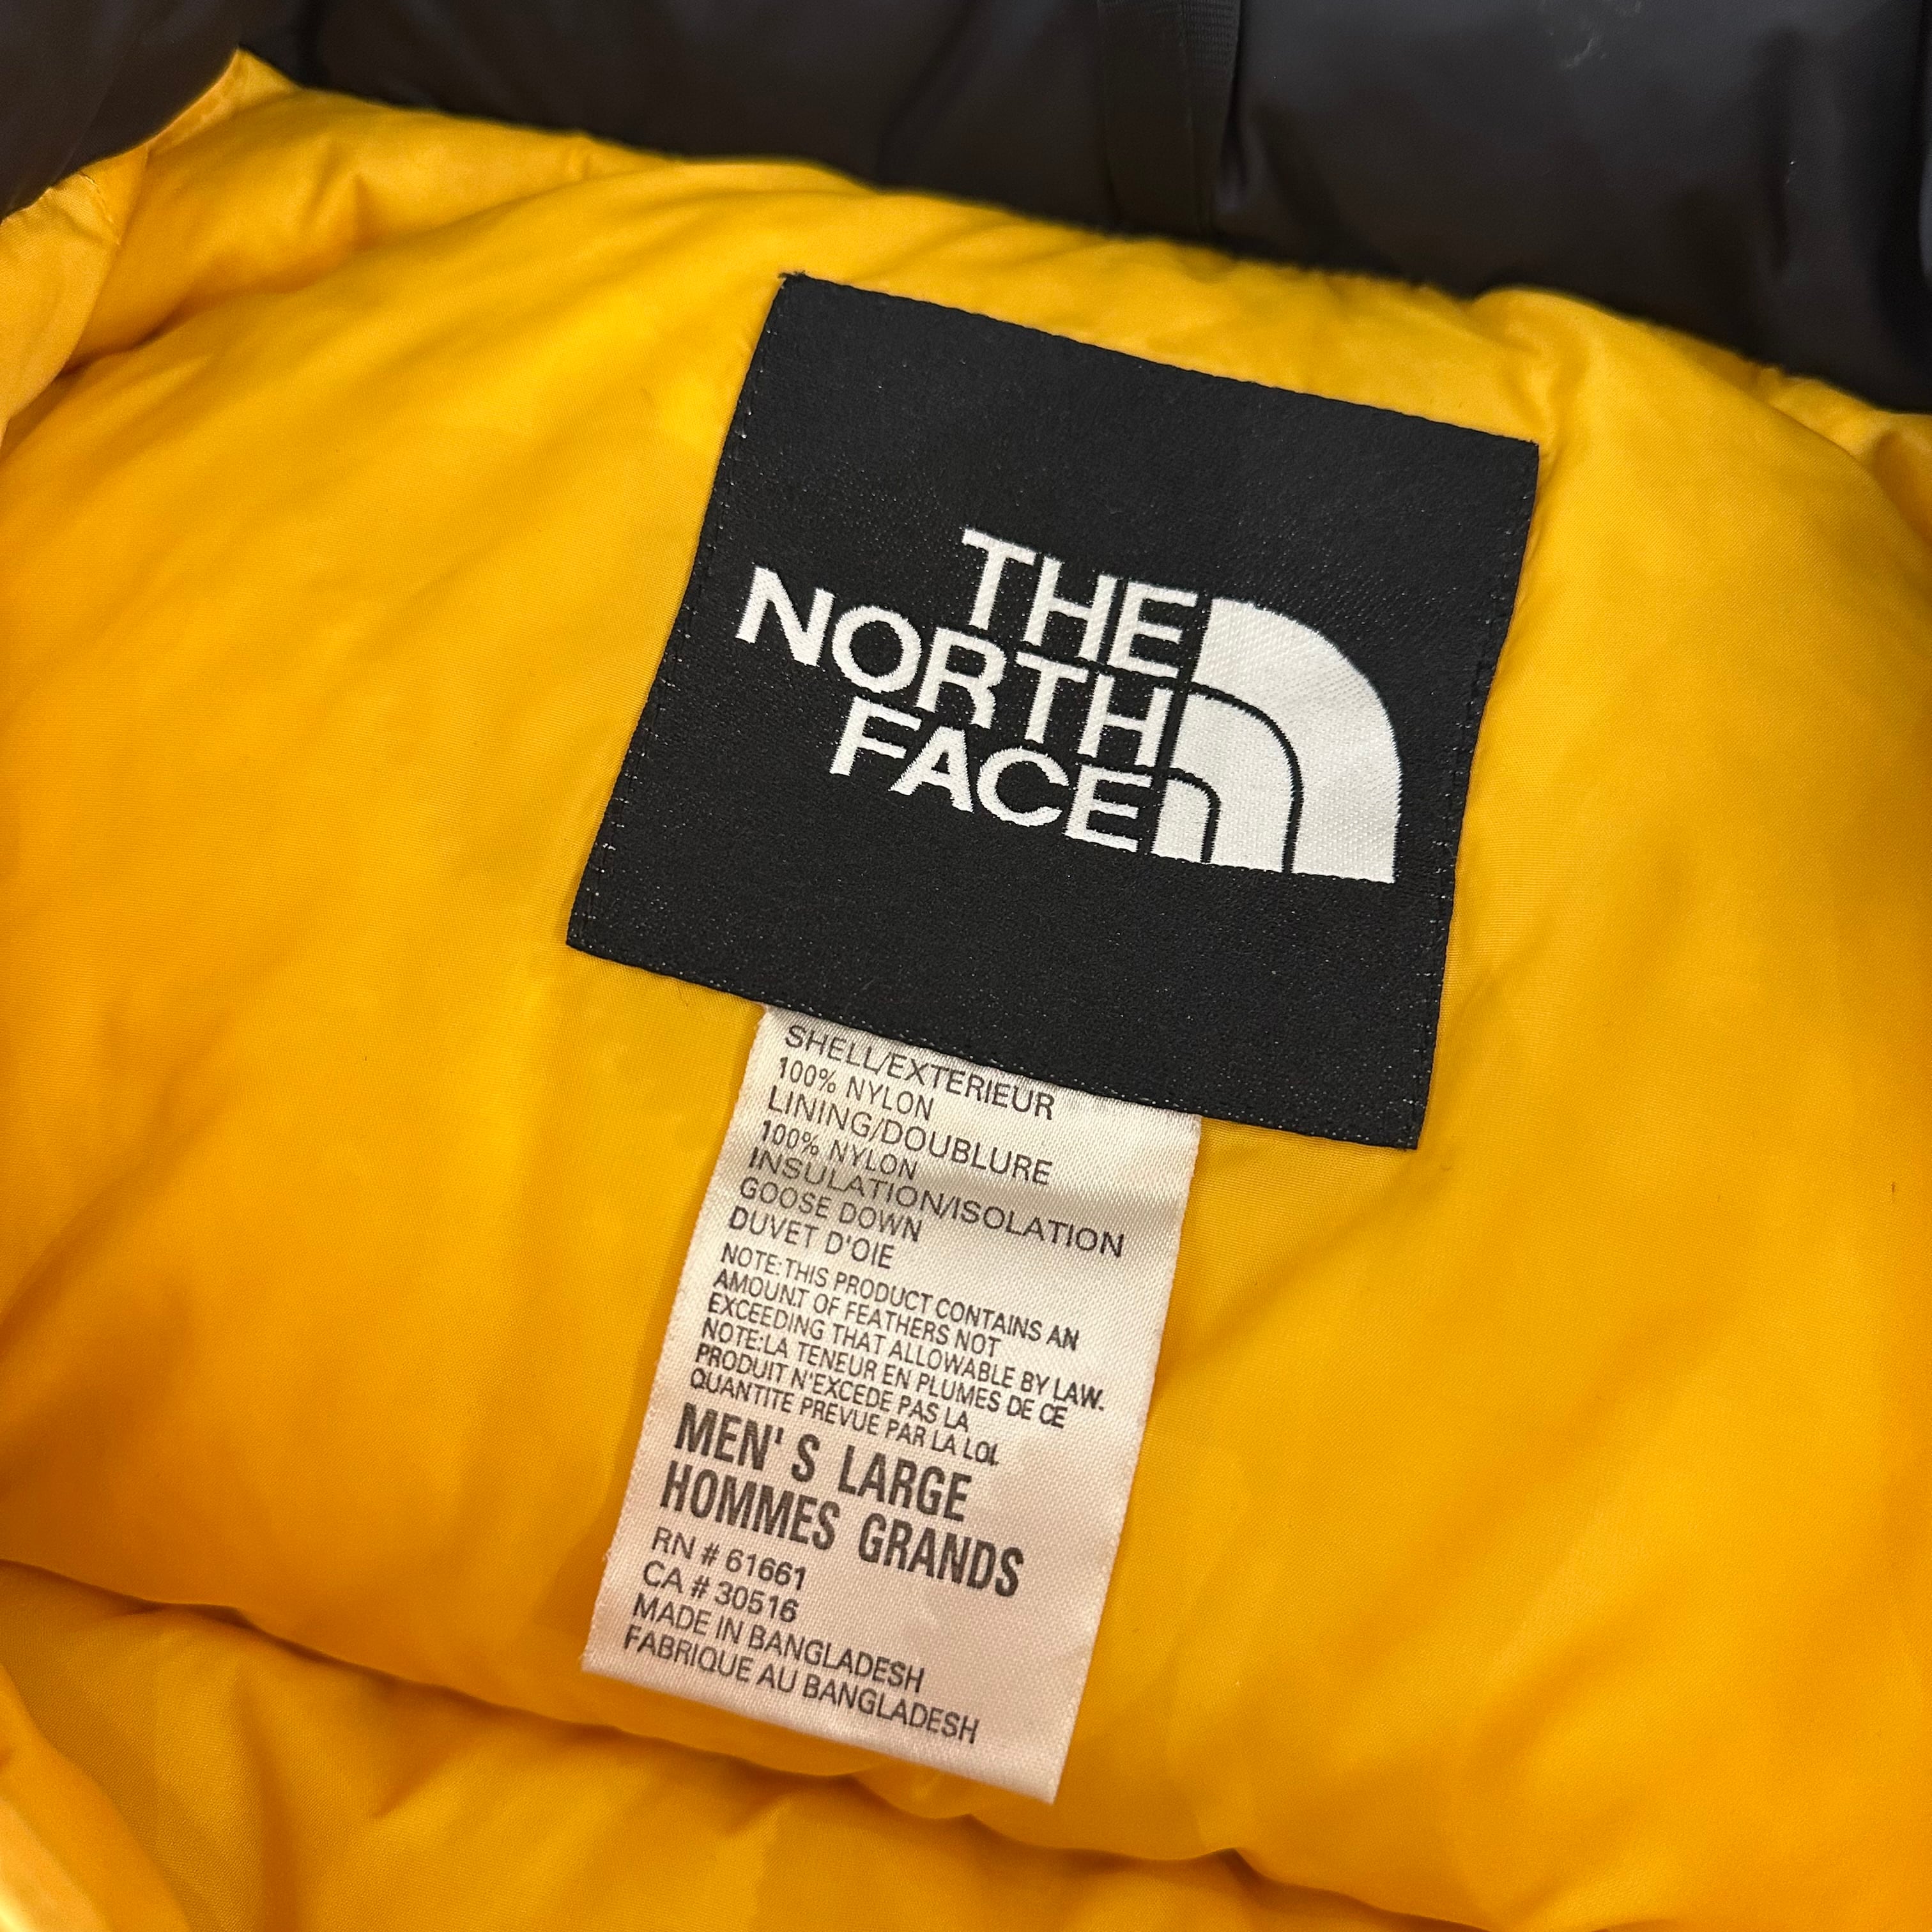 THE
NORTH
FACE
SHELL/EXTERIEUR
100% NYLON
LINING/DOUBLURE
100% NYLON
INSULATION/ISOLATION
GOOSE DOWN
DUVET D'OIE
NOTE:THIS PRODUCT CONTAINS AN
AMOUNT OF FEATHERS NOT
EXCEEDING THAT ALLOWABLE BY LAW.
NOTE:LA TENEUR EN PLUMES DE CE
PRODUIT N'EXCEDE PAS LA
QUANTITE PREVUE PAR LA LOI.
MEN'S LARGE
HOMMES GRANDS
RN # 61661
CA # 30516
MADE IN BANGLADESH
FABRIQUE AU BANGLADESH